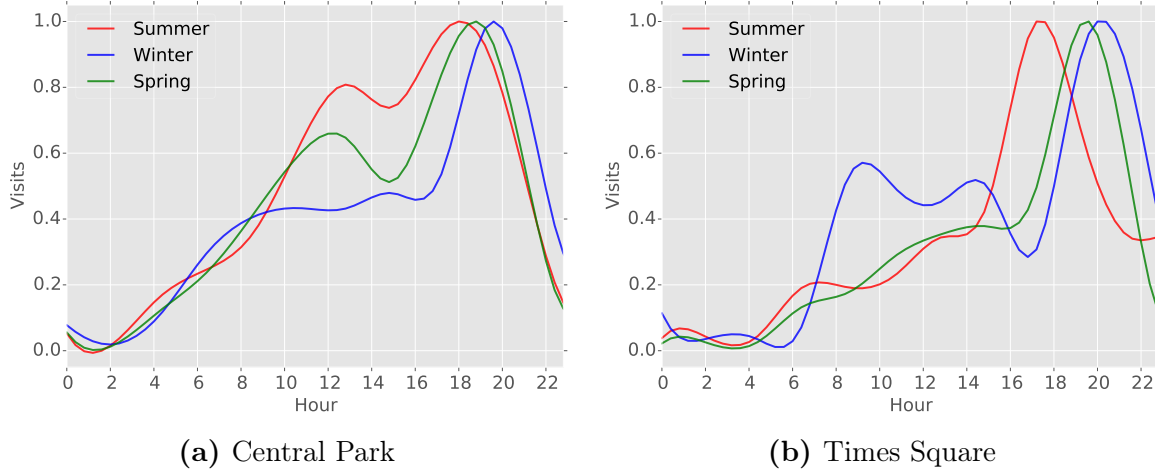 1.0
0.8
0.6
0.4
0.2
0.0
Visits
Summer
Winter
Spring
0 2 4 6 8 10 12 14 16 18 20 22
Hour
(a) Central Park
1.0
0.8
0.6
0.4
0.2
0.0
Visits
Summer
Winter
Spring
0 2 4 6 8 10 12 14 16 18 20 22
Hour
(b) Times Square